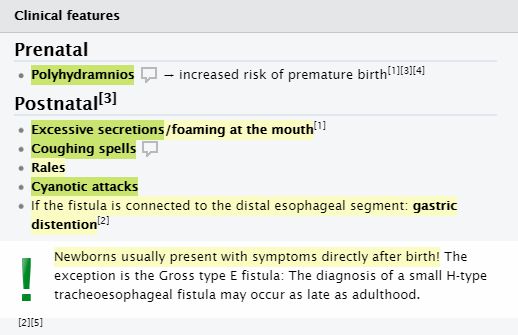 Clinical features
Prenatal
• Polyhydramnios → increased risk of premature birth[1][3][4]
Postnatal[3]
• Excessive secretions/foaming at the mouth[1]
• Coughing spells
• Rales
• Cyanotic attacks
• If the fistula is connected to the distal esophageal segment: gastric
distention[2]
! Newborns usually present with symptoms directly after birth! The
exception is the Gross type E fistula: The diagnosis of a small H-type
tracheoesophageal fistula may occur as late as adulthood.
[2][5]